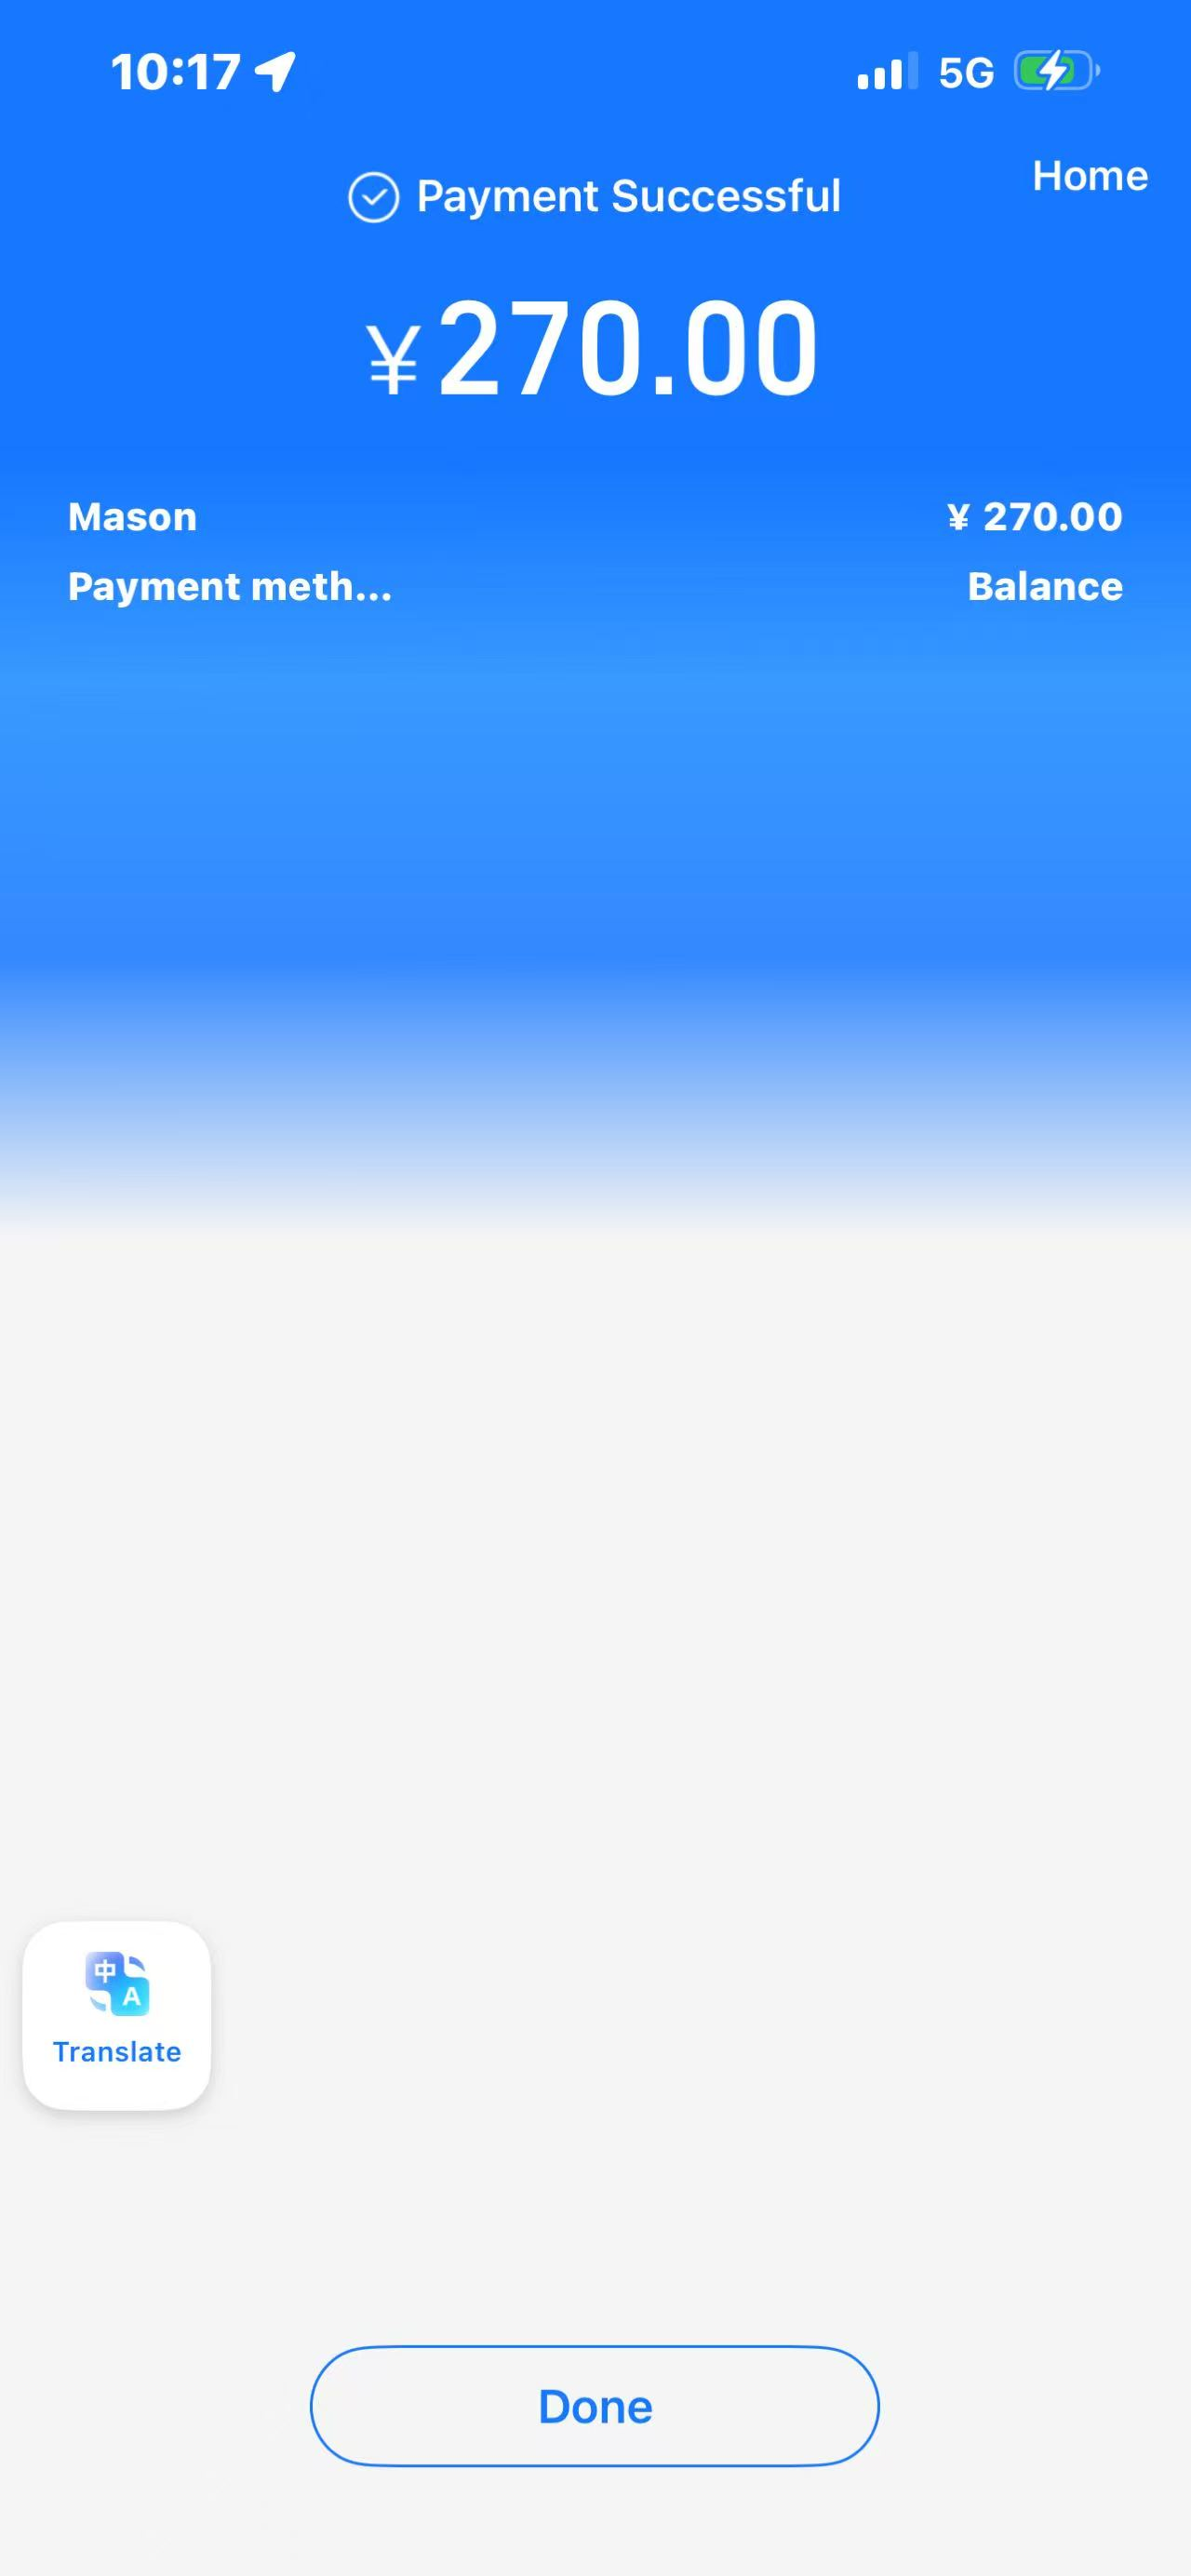 10:17 5G
Home
Payment Successful
¥270.00
Mason ¥ 270.00
Payment meth... Balance
中 A
Translate
Done